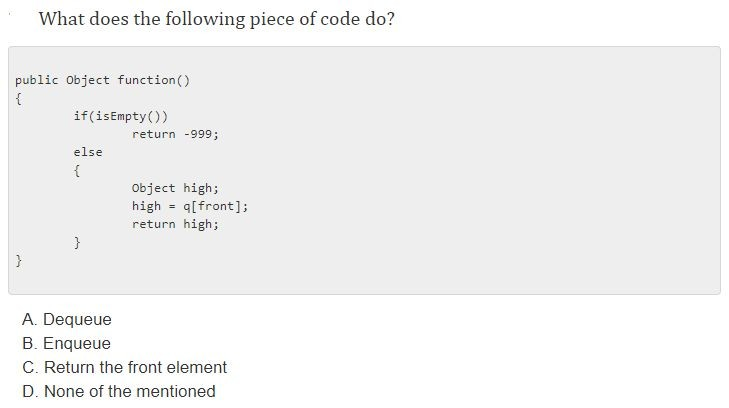 What does the following piece of code do?
public Object function()
{
if(isEmpty())
return -999;
else
{
Object high;
high = q[front];
return high;
}
}
A. Dequeue
B. Enqueue
C. Return the front element
D. None of the mentioned